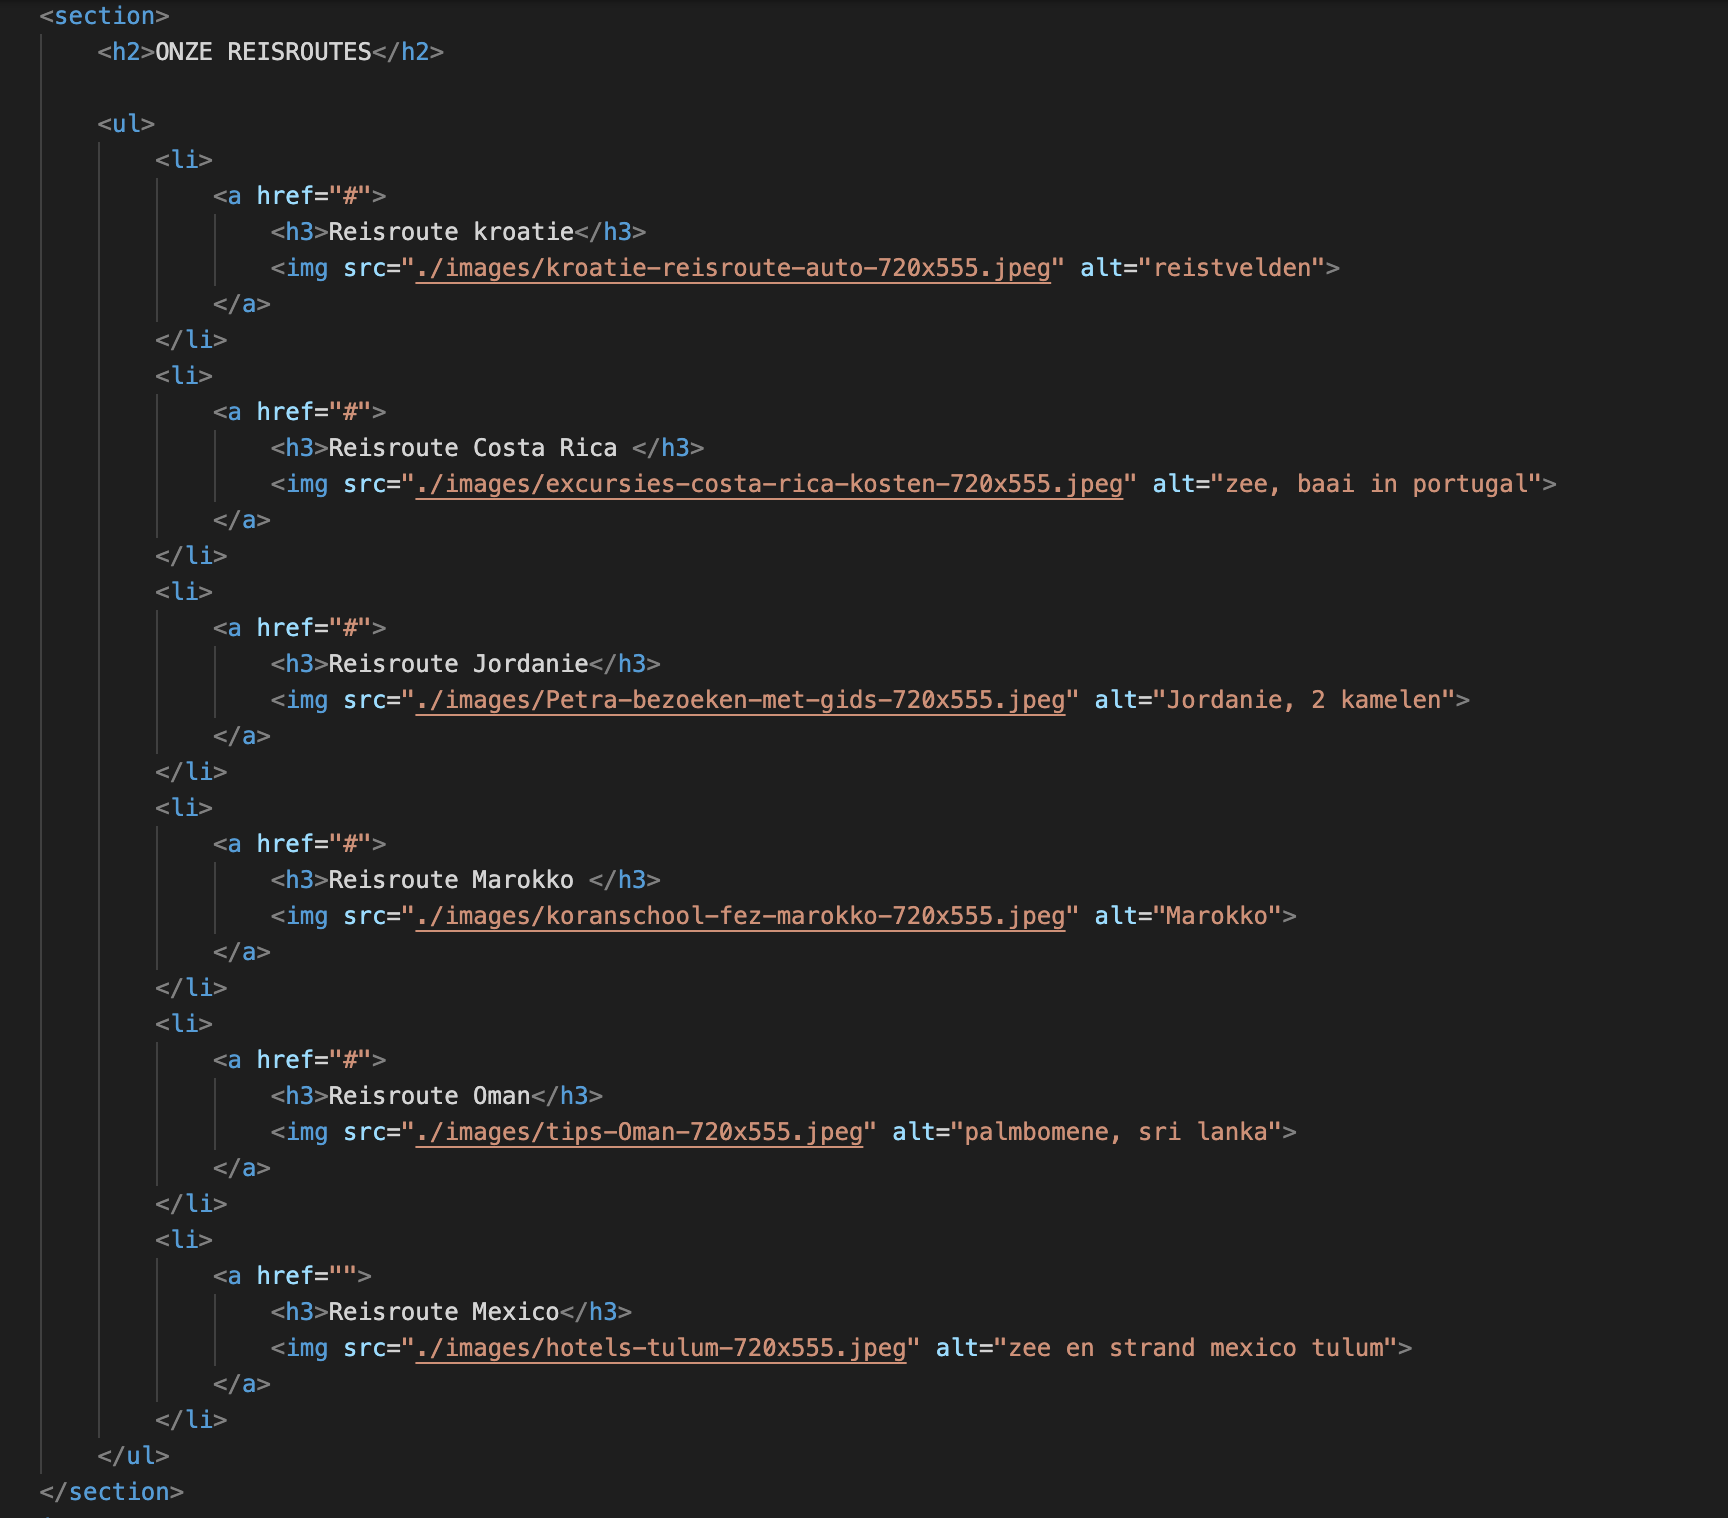 <section>
    <h2>ONZE REISROUTES</h2>

    <ul>
        <li>
            <a href="#">
                <h3>Reisroute kroatie</h3>
                <img src="./images/kroatie-reisroute-auto-720x555.jpeg" alt="reistvelden">
            </a>
        </li>
        <li>
            <a href="#">
                <h3>Reisroute Costa Rica </h3>
                <img src="./images/excursies-costa-rica-kosten-720x555.jpeg" alt="zee, baai in portugal">
            </a>
        </li>
        <li>
            <a href="#">
                <h3>Reisroute Jordanie</h3>
                <img src="./images/Petra-bezoeken-met-gids-720x555.jpeg" alt="Jordanie, 2 kamelen">
            </a>
        </li>
        <li>
            <a href="#">
                <h3>Reisroute Marokko </h3>
                <img src="./images/koranschool-fez-marokko-720x555.jpeg" alt="Marokko">
            </a>
        </li>
        <li>
            <a href="#">
                <h3>Reisroute Oman</h3>
                <img src="./images/tips-Oman-720x555.jpeg" alt="palmbomene, sri lanka">
            </a>
        </li>
        <li>
            <a href="">
                <h3>Reisroute Mexico</h3>
                <img src="./images/hotels-tulum-720x555.jpeg" alt="zee en strand mexico tulum">
            </a>
        </li>
    </ul>
</section>